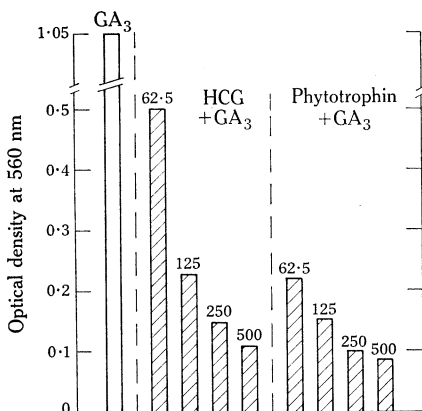 GA3
1·05
62·5
HCG
+GA3
Phytotrophin
+GA3
0·5
0·4
0·3
0·2
0·1
0
Optical density at 560 nm
125
250
500
62·5
125
250
500